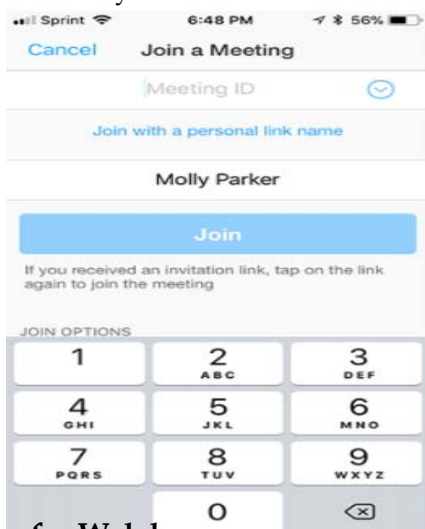 Sprint 6:48 PM 56%
Cancel Join a Meeting
Meeting ID
Join with a personal link name
Molly Parker
Join
If you received an invitation link, tap on the link
again to join the meeting
JOIN OPTIONS
1 2 3
ABC DEF
4 5 6
GHI JKL MNO
7 8 9
PQRS TUV WXYZ
0